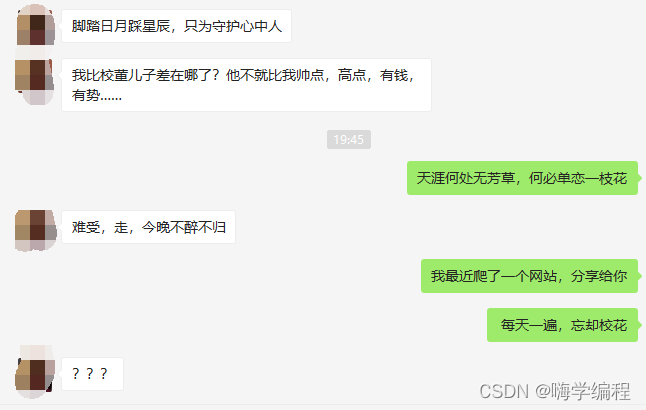 脚踏日月踩星辰，只为守护心中人
我比校董儿子差在哪了？他不就比我帅点，高点，有钱，
有势......
19:45
天涯何处无芳草，何必单恋一枝花
难受，走，今晚不醉不归
我最近爬了一个网站，分享给你
每天一遍，忘却校花
？？？
CSDN @嗨学编程